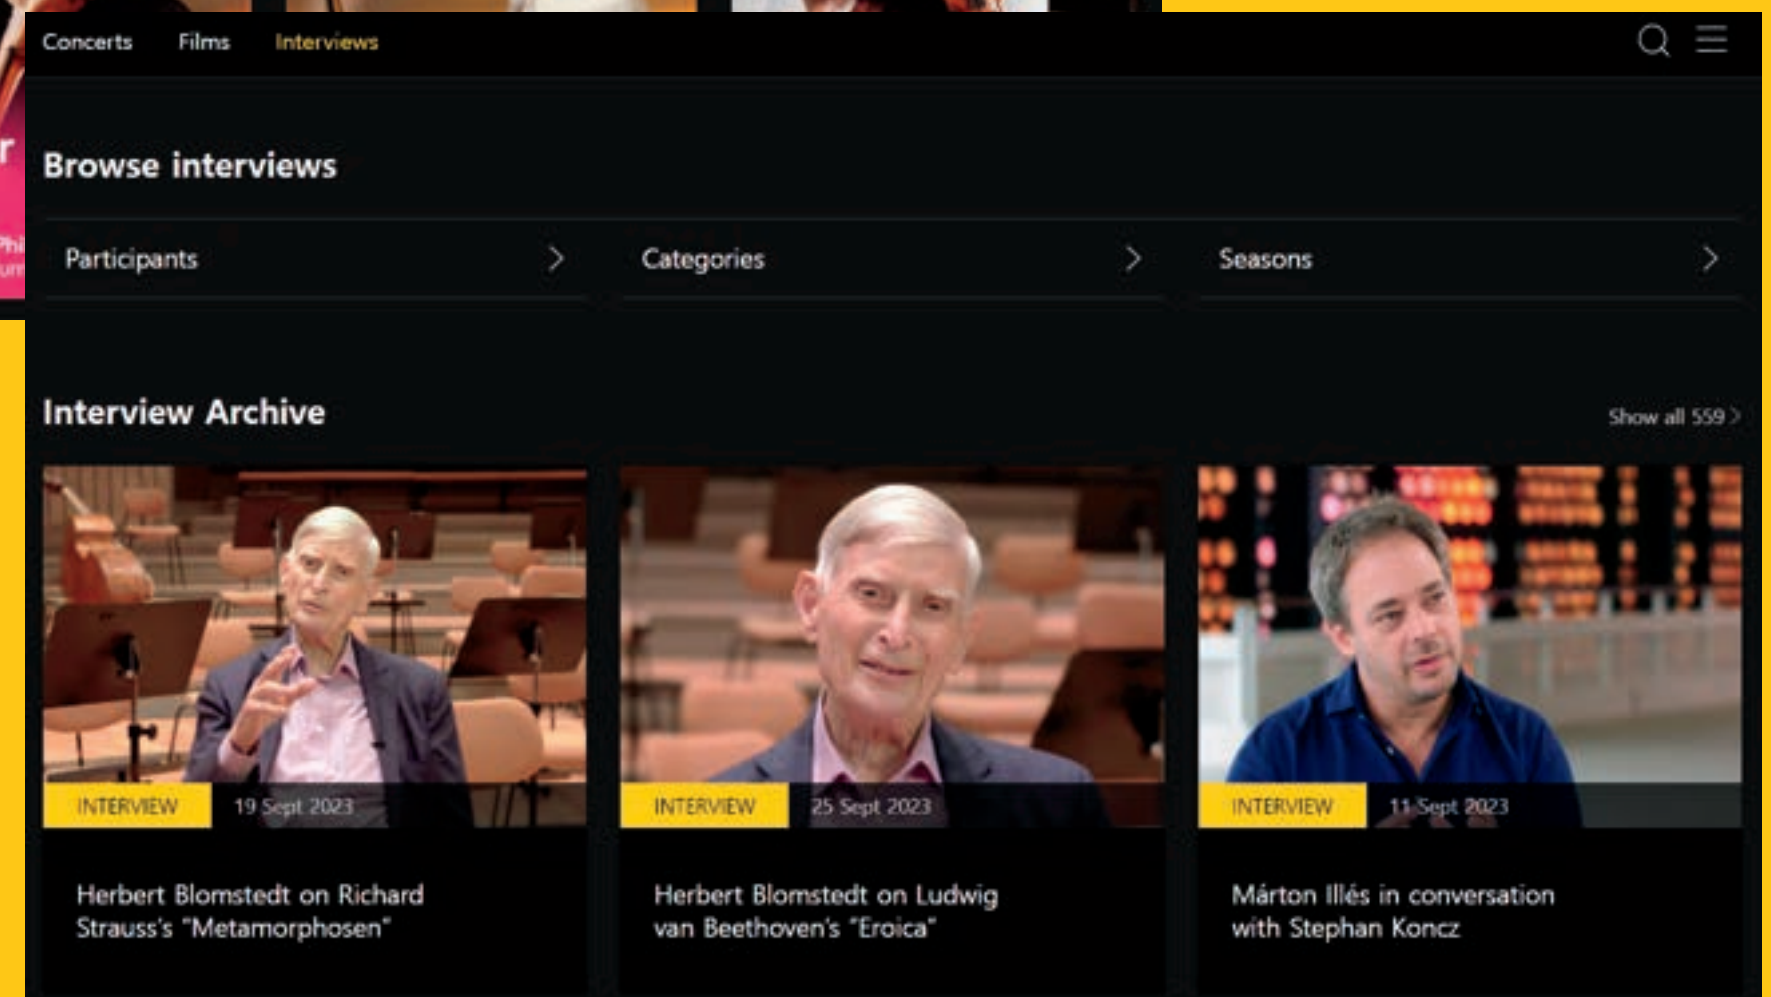 Concerts Films Interviews
Browse interviews
Participants
Categories
Seasons
Interview Archive
Show all 559
INTERVIEW 19 Sept 2023
Herbert Blomstedt on Richard
Strauss's "Metamorphosen"
INTERVIEW 25 Sept 2023
Herbert Blomstedt on Ludwig
van Beethoven's "Eroica"
INTERVIEW 11 Sept 2023
Márton Illés in conversation
with Stephan Koncz